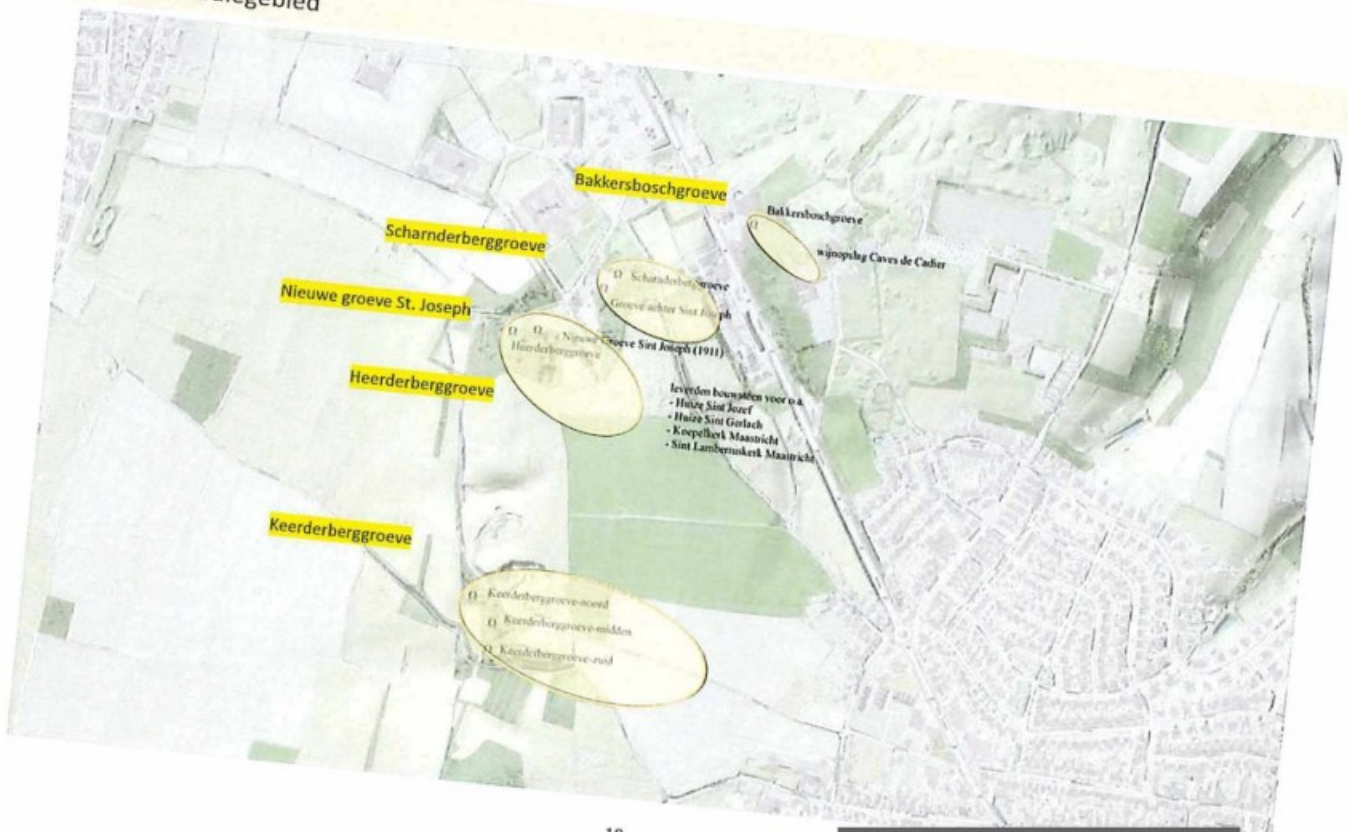 Bakkersboschgroeve
Bakkersboschgroeve
wijnopslag Caves de Cadier
Scharnderberggroeve
Scharnderberggroeve
Groeve achter Sint Joseph
Nieuwe groeve St. Joseph
Nieuwe Groeve Sint Joseph (1911)
Heerderberggroeve
Heerderberggroeve
leverden bouwstenen voor o.a.
- Huize Sint Jozef
- Huize Sint Gerlach
- Koepelkerk Maastricht
- Sint Lambertuskerk Maastricht
Keerderberggroeve
Keerderberggroeve-noord
Keerderberggroeve-midden
Keerderberggroeve-zuid